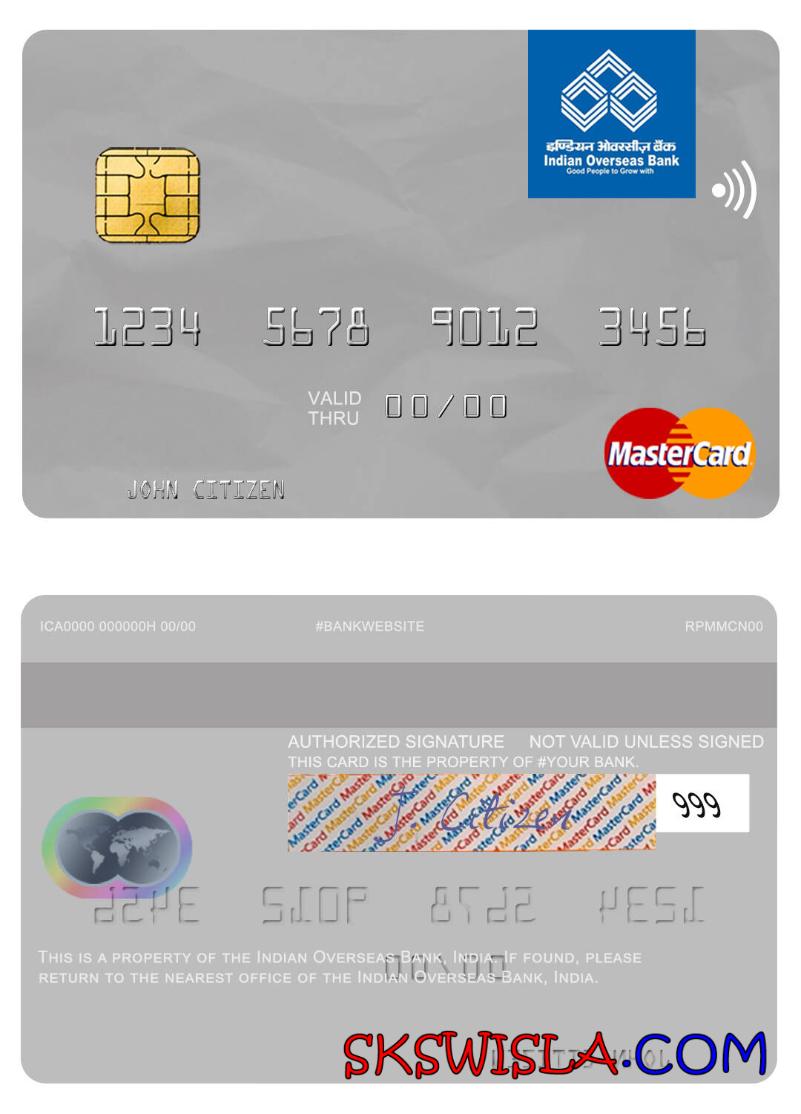 इण्डियन ओवरसीज़ बैंक
Indian Overseas Bank
Good People to Grow with
1234 5678 9012 3456
VALID THRU 00/00
MasterCard
JOHN CITIZEN
ICA0000 000000H 00/00 #BANKWEBSITE RPMMCN00
AUTHORIZED SIGNATURE NOT VALID UNLESS SIGNED
THIS CARD IS THE PROPERTY OF #YOUR BANK.
MasterCard MasterCard MasterCard
J. Citizen
999
THIS IS A PROPERTY OF THE INDIAN OVERSEAS BANK, INDIA. IF FOUND, PLEASE
RETURN TO THE NEAREST OFFICE OF THE INDIAN OVERSEAS BANK, INDIA.
SKSWISLA.COM